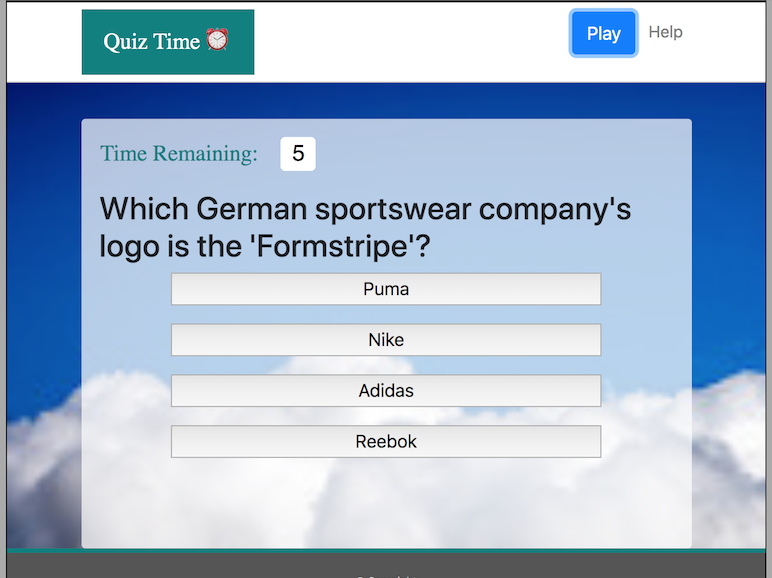 Quiz Time ⏰
Play
Help
Time Remaining: 5
Which German sportswear company's
logo is the 'Formstripe'?
Puma
Nike
Adidas
Reebok